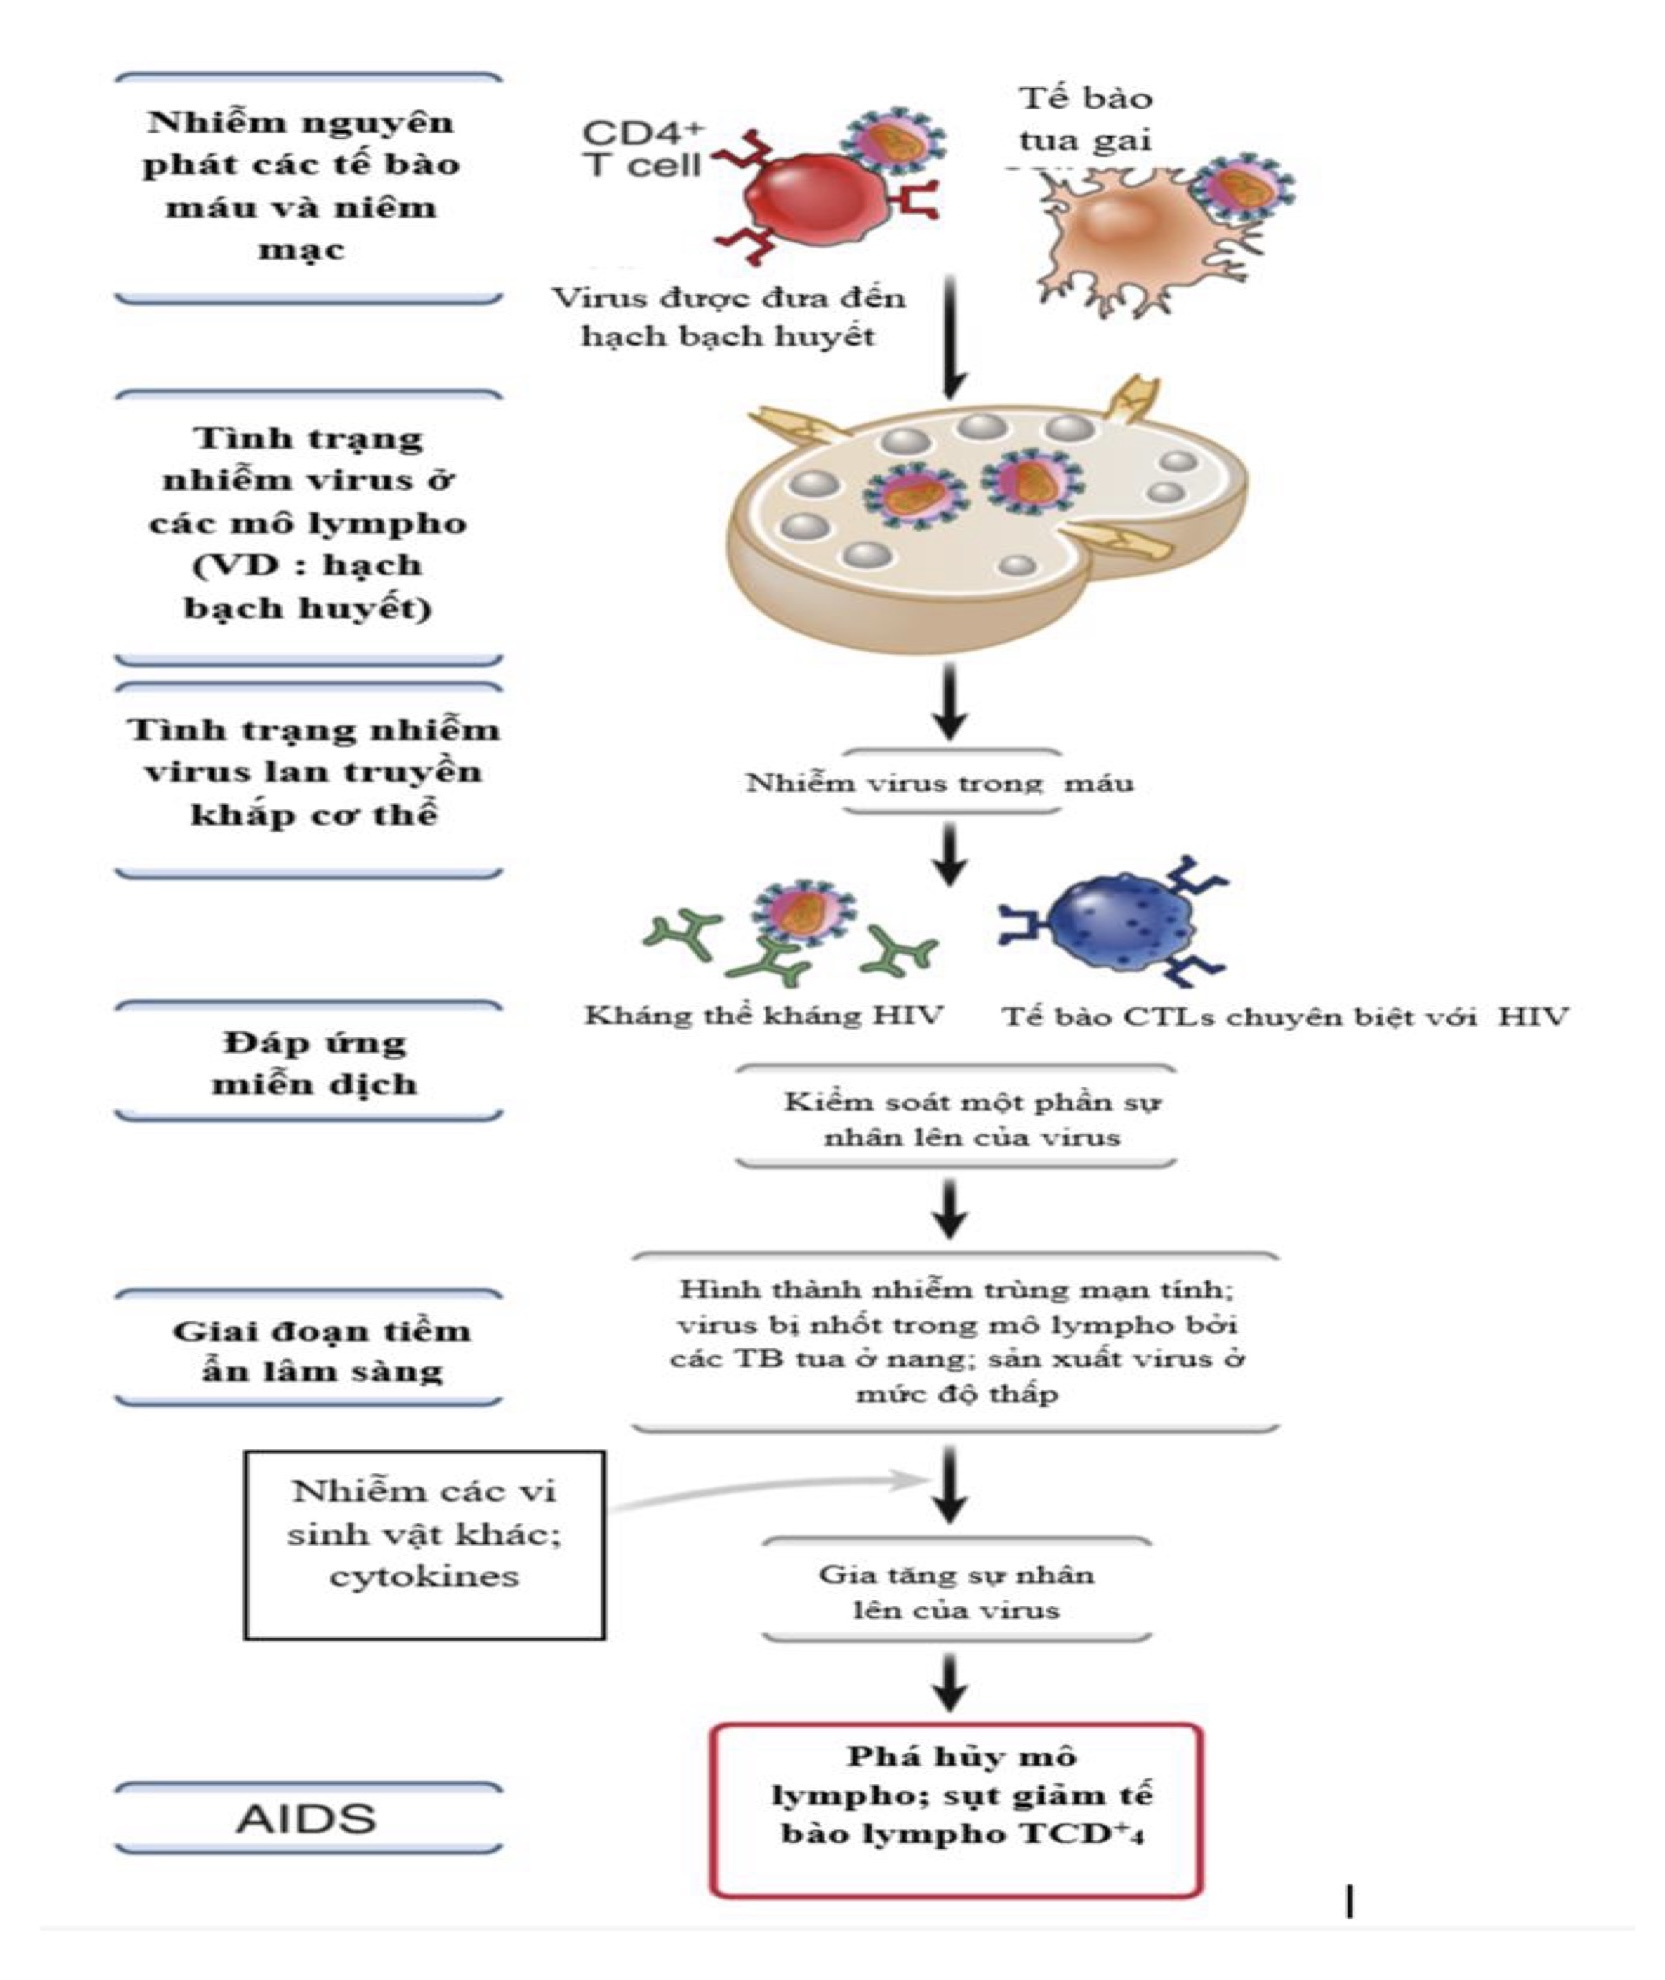 Nhiễm nguyên
phát các tế bào
máu và niêm
mạc
CD4+
T cell
Tế bào
tua gai
Virus được đưa đến
hạch bạch huyết
Tình trạng
nhiễm virus ở
các mô lympho
(VD : hạch
bạch huyết)
Tình trạng nhiễm
virus lan truyền
khắp cơ thể
Nhiễm virus trong máu
Kháng thể kháng HIV
Tế bào CTLs chuyên biệt với HIV
Đáp ứng
miễn dịch
Kiểm soát một phần sự
nhân lên của virus
Giai đoạn tiềm
ẩn lâm sàng
Hình thành nhiễm trùng mạn tính;
virus bị nhốt trong mô lympho bởi
các TB tua ở nang; sản xuất virus ở
mức độ thấp
Nhiễm các vi
sinh vật khác;
cytokines
Gia tăng sự nhân
lên của virus
AIDS
Phá hủy mô
lympho; sụt giảm tế
bào lympho TCD+4